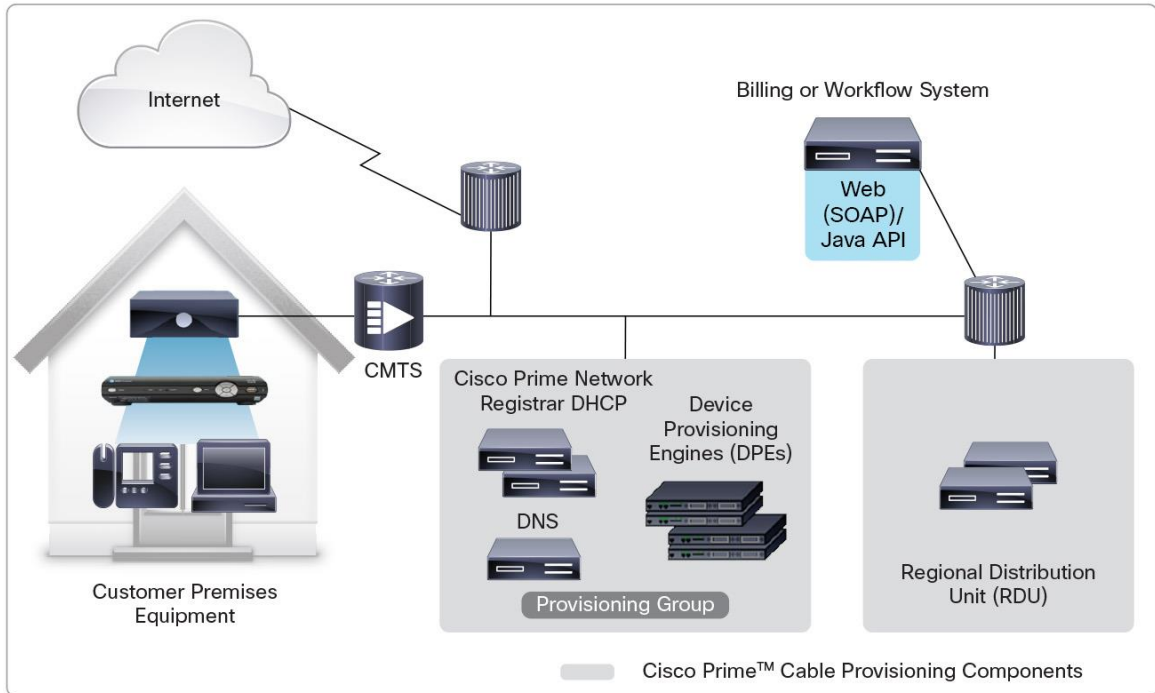 Internet
Billing or Workflow System
Web
(SOAP)/
Java API
CMTS
Cisco Prime Network
Registrar DHCP
Device
Provisioning
Engines (DPEs)
DNS
Provisioning Group
Regional Distribution
Unit (RDU)
Customer Premises
Equipment
Cisco Prime™ Cable Provisioning Components